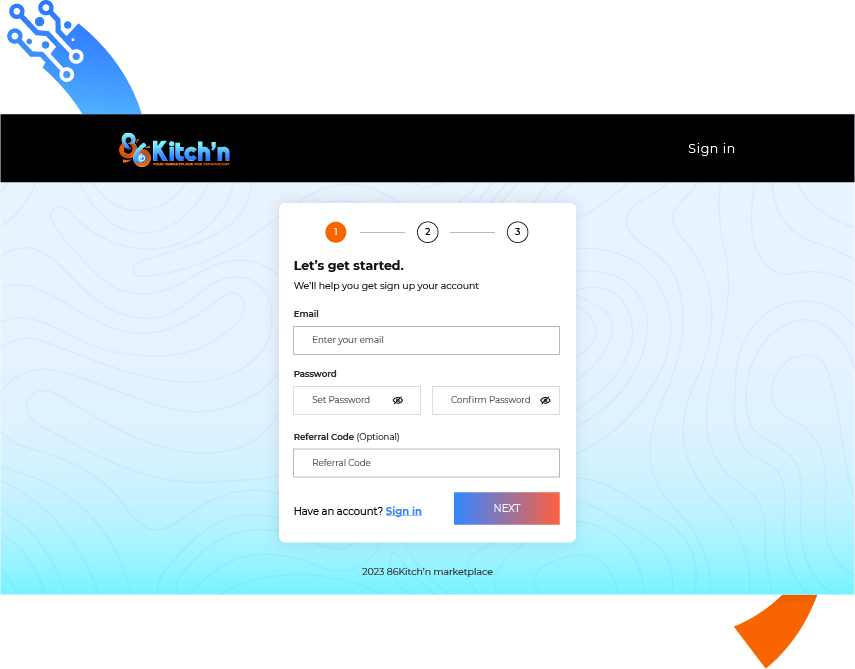 86Kitch'n
YOUR MARKETPLACE FOR TECHNOLOGY
Sign in
1
2
3
Let's get started.
We'll help you get sign up your account
Email
Enter your email
Password
Set Password
Confirm Password
Referral Code (Optional)
Referral Code
Have an account? Sign in
NEXT
2023 86Kitch'n marketplace